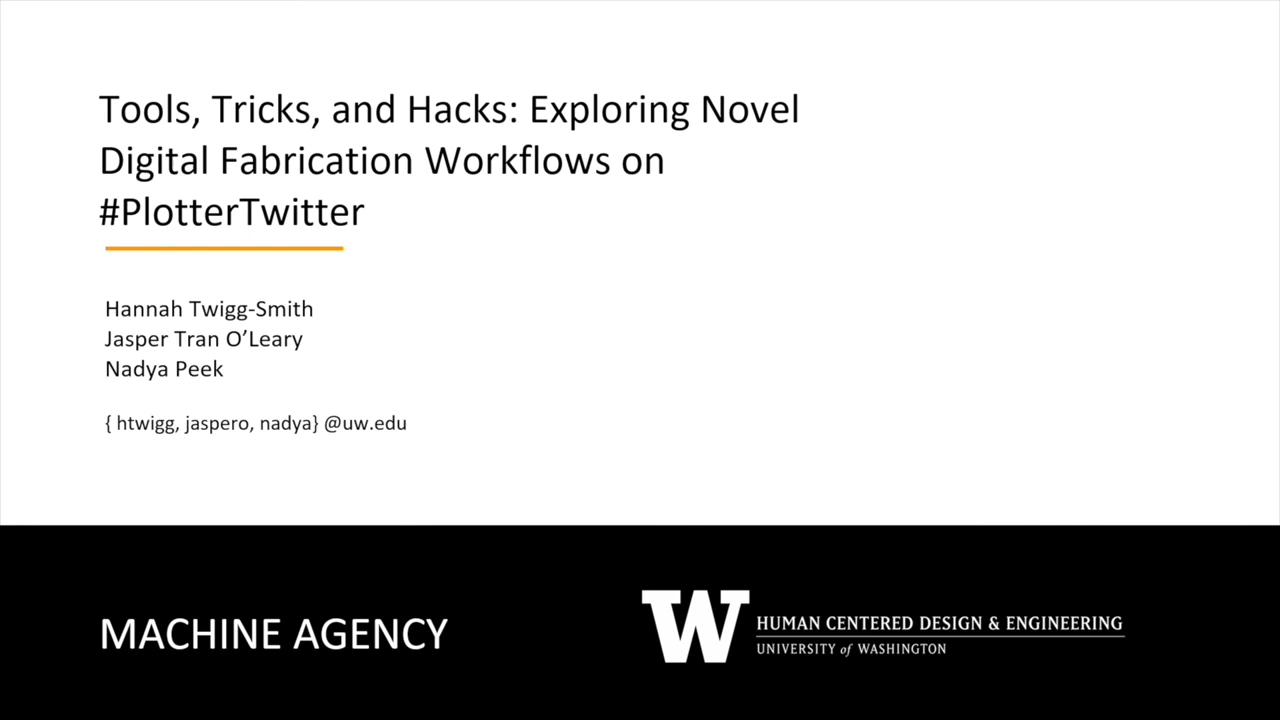 Tools, Tricks, and Hacks: Exploring Novel
Digital Fabrication Workflows on
#PlotterTwitter
Hannah Twigg-Smith
Jasper Tran O’Leary
Nadya Peek
{ htwigg, jaspero, nadya} @uw.edu
MACHINE AGENCY
W
HUMAN CENTERED DESIGN & ENGINEERING
UNIVERSITY of WASHINGTON